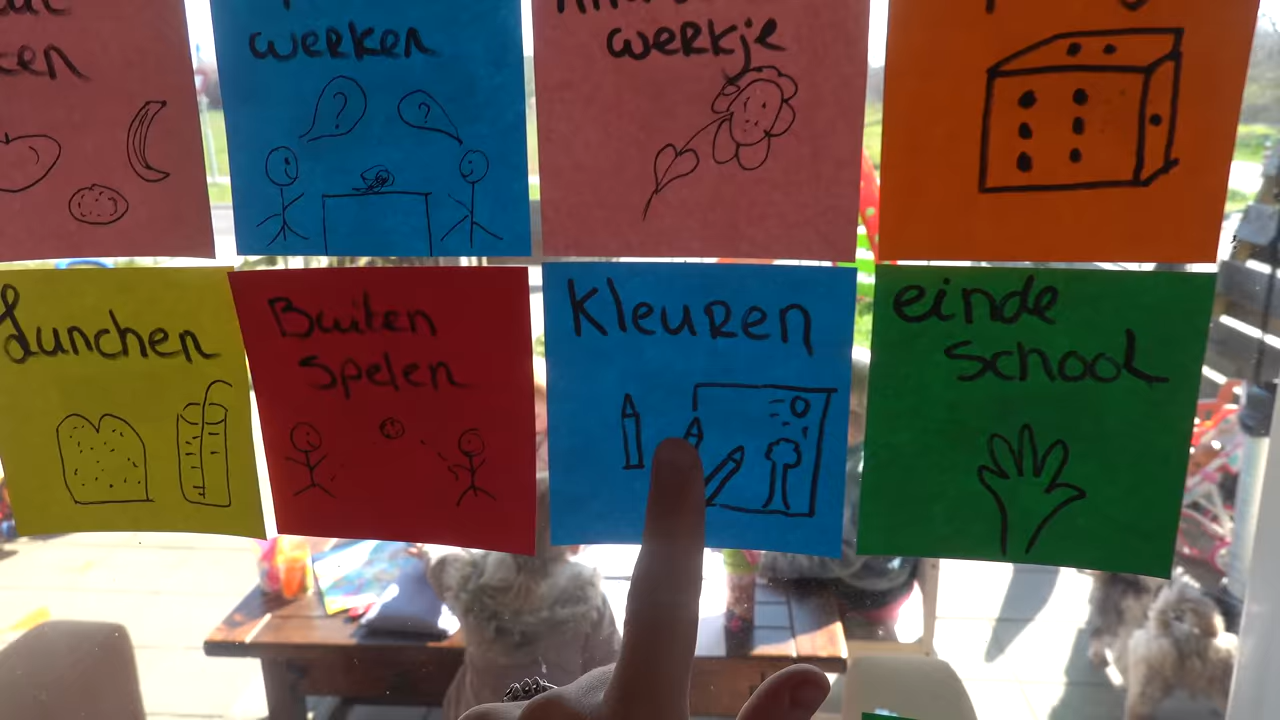 werken
werkje
Lunchen
Buiten
spelen
Kleuren
einde
school
?
?